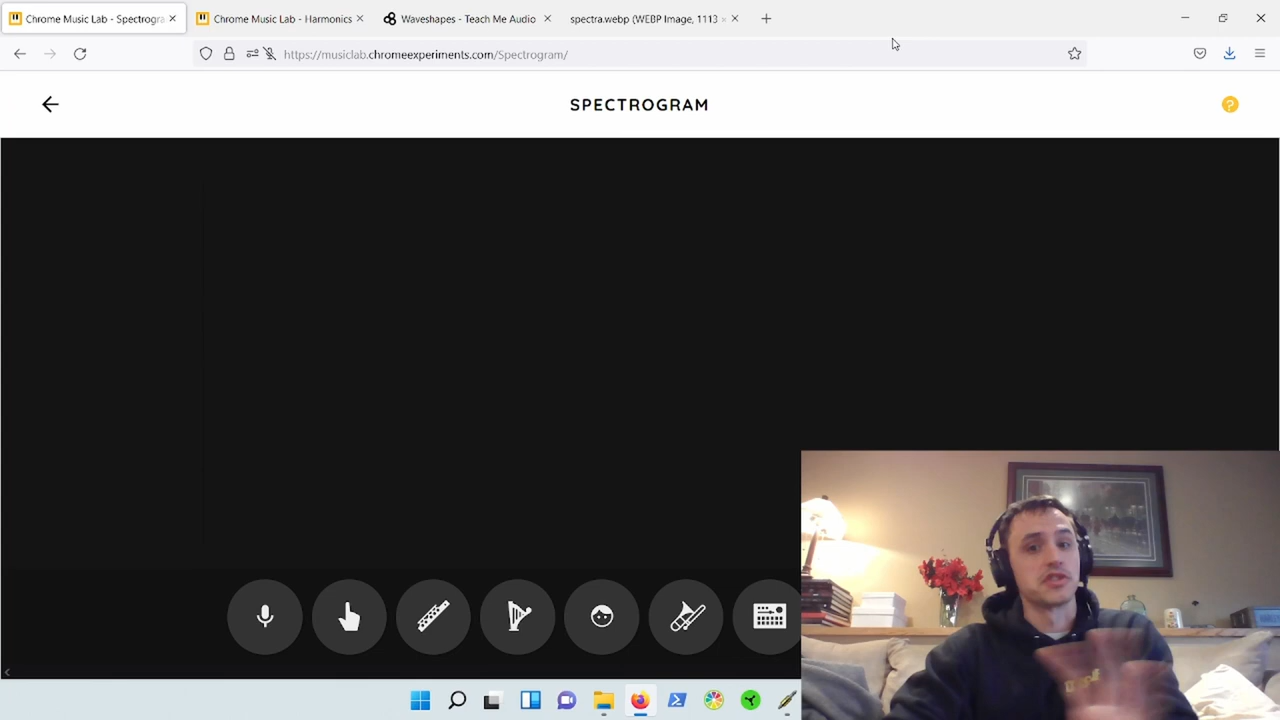 Chrome Music Lab - Spectrogra
Chrome Music Lab - Harmonics
Waveshapes - Teach Me Audio
spectra.webp (WEBP Image, 1113
https://musiclab.chromeexperiments.com/Spectrogram/
SPECTROGRAM
?